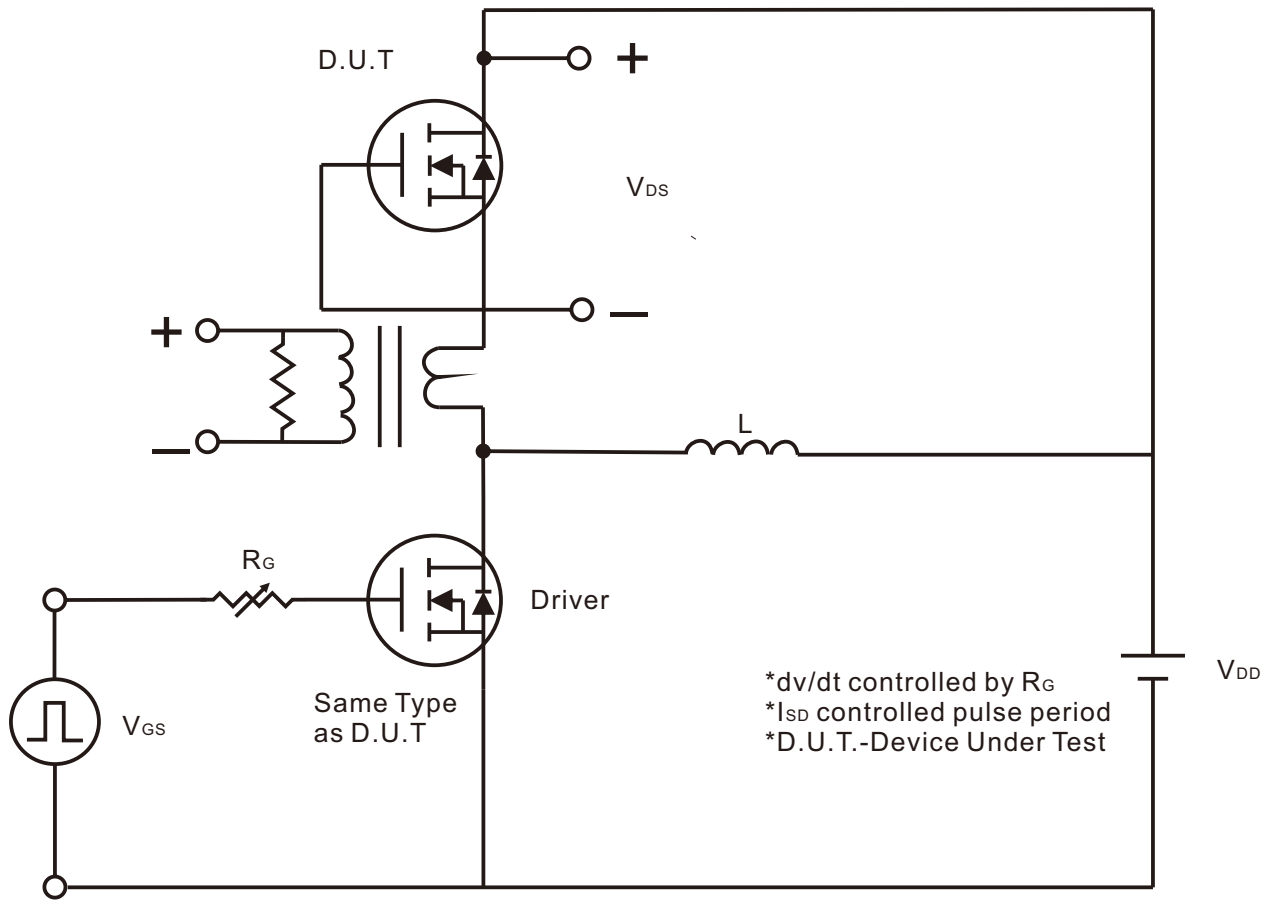 D.U.T
+
VDS
—
+
—
L
RG
Driver
VGS
Same Type
as D.U.T
VDD
*dv/dt controlled by RG
*ISD controlled pulse period
*D.U.T.-Device Under Test